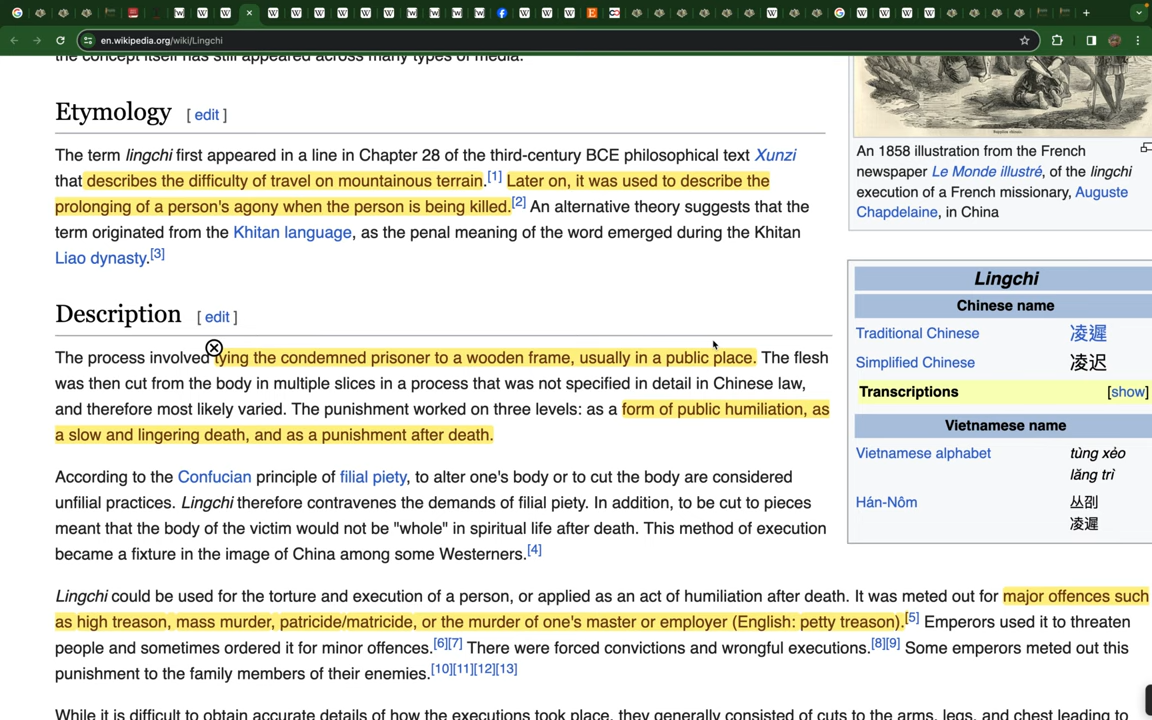 en.wikipedia.org/wiki/Lingchi
the concept itself has still appeared across many types of media.
Etymology [ edit ]
The term lingchi first appeared in a line in Chapter 28 of the third-century BCE philosophical text Xunzi
that describes the difficulty of travel on mountainous terrain.[1] Later on, it was used to describe the
prolonging of a person's agony when the person is being killed.[2] An alternative theory suggests that the
term originated from the Khitan language, as the penal meaning of the word emerged during the Khitan
Liao dynasty.[3]
Description [ edit ]
The process involved tying the condemned prisoner to a wooden frame, usually in a public place. The flesh
was then cut from the body in multiple slices in a process that was not specified in detail in Chinese law,
and therefore most likely varied. The punishment worked on three levels: as a form of public humiliation, as
a slow and lingering death, and as a punishment after death.
According to the Confucian principle of filial piety, to alter one's body or to cut the body are considered
unfilial practices. Lingchi therefore contravenes the demands of filial piety. In addition, to be cut to pieces
meant that the body of the victim would not be "whole" in spiritual life after death. This method of execution
became a fixture in the image of China among some Westerners.[4]
Lingchi could be used for the torture and execution of a person, or applied as an act of humiliation after death. It was meted out for major offences such
as high treason, mass murder, patricide/matricide, or the murder of one's master or employer (English: petty treason).[5] Emperors used it to threaten
people and sometimes ordered it for minor offences.[6][7] There were forced convictions and wrongful executions.[8][9] Some emperors meted out this
punishment to the family members of their enemies.[10][11][12][13]
While it is difficult to obtain accurate details of how the executions took place, they generally consisted of cuts to the arms, legs, and chest leading to
An 1858 illustration from the French
newspaper Le Monde illustré, of the lingchi
execution of a French missionary, Auguste
Chapdelaine, in China
Lingchi
Chinese name
Traditional Chinese 凌遲
Simplified Chinese 凌迟
Transcriptions [show]
Vietnamese name
Vietnamese alphabet tùng xẻo
lăng trì
Hán-Nôm 丛刟
凌遲